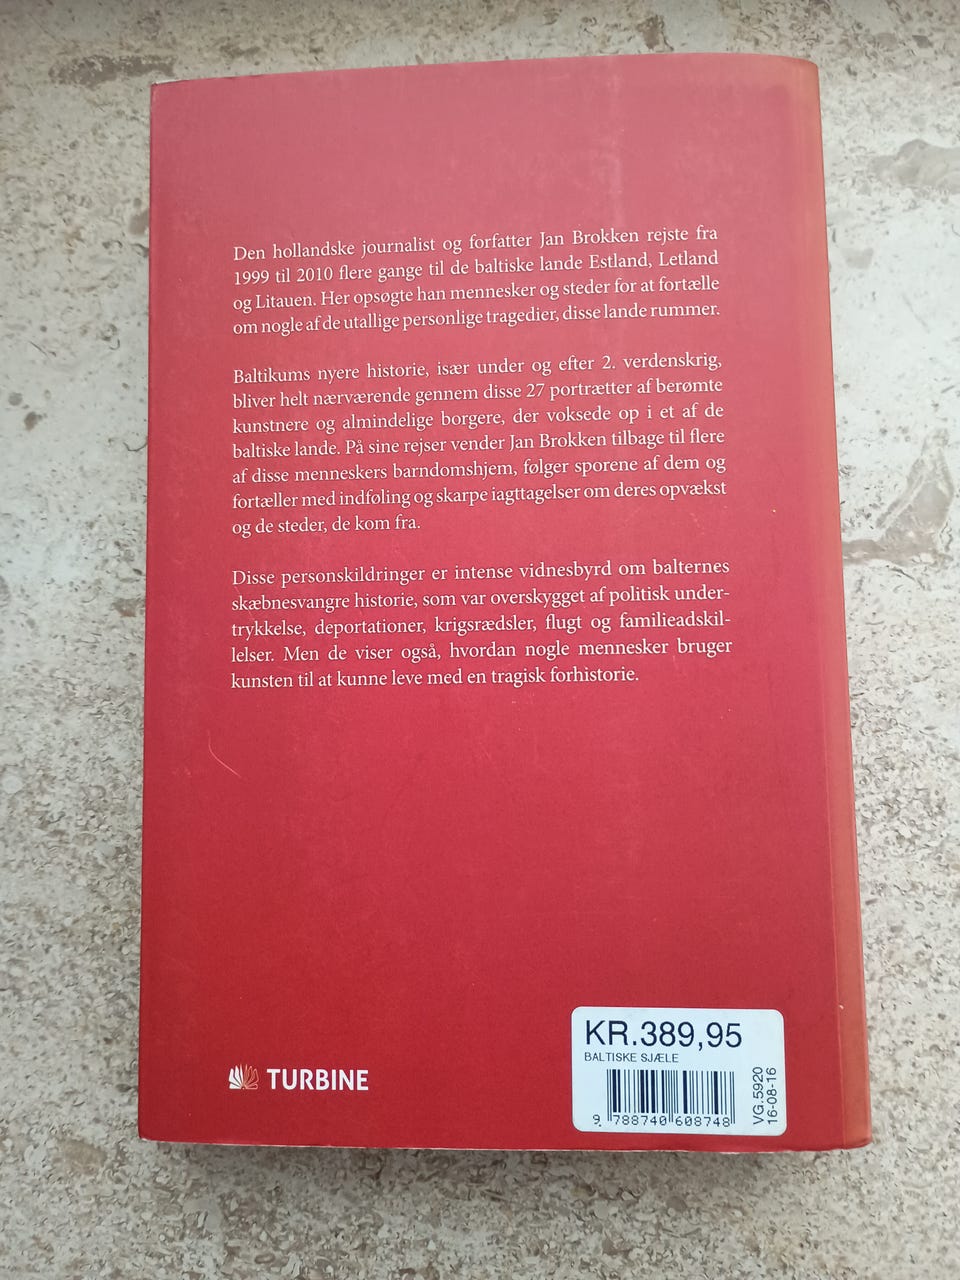 Den hollandske journalist og forfatter Jan Brokken rejste fra
1999 til 2010 flere gange til de baltiske lande Estland, Letland
og Litauen. Her opsøgte han mennesker og steder for at fortælle
om nogle af de utallige personlige tragedier, disse lande rummer.
Baltikums nyere historie, især under og efter 2. verdenskrig,
bliver helt nærværende gennem disse 27 portrætter af berømte
kunstnere og almindelige borgere, der voksede op i et af de
baltiske lande. På sine rejser vender Jan Brokken tilbage til flere
af disse menneskers barndomshjem, følger sporene af dem og
fortæller med indføling og skarpe iagttagelser om deres opvækst
og de steder, de kom fra.
Disse personskildringer er intense vidnesbyrd om balternes
skæbnesvangre historie, som var overskygget af politisk under-
trykkelse, deportationer, krigsrædsler, flugt og familieadskil-
lelser. Men de viser også, hvordan nogle mennesker bruger
kunsten til at kunne leve med en tragisk forhistorie.
TURBINE
KR.389,95
BALTISKE SJÆLE
9 788740 608748
VG.5920
16-08-16